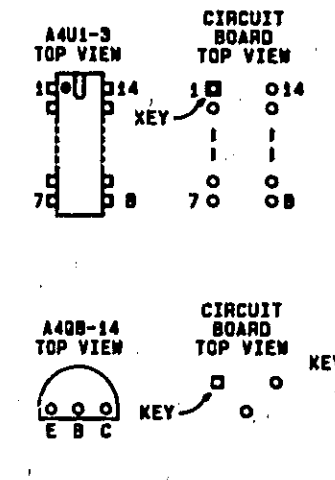 A4U1-3
TOP VIEW
CIRCUIT
BOARD
TOP VIEW
1 14
KEY
1 14
7 8
7 8
A4Q8-14
TOP VIEW
CIRCUIT
BOARD
TOP VIEW
KEY
E B C
KEY